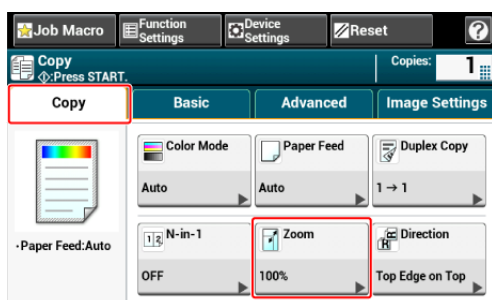 Job Macro
Function
Settings
Device
Settings
Reset
?
Copy
:Press START.
Copies:
1
Copy
Basic
Advanced
Image Settings
Color Mode
Auto
Paper Feed
Auto
Duplex Copy
1→1
·Paper Feed:Auto
12
N-in-1
OFF
Zoom
100%
Direction
Top Edge on Top